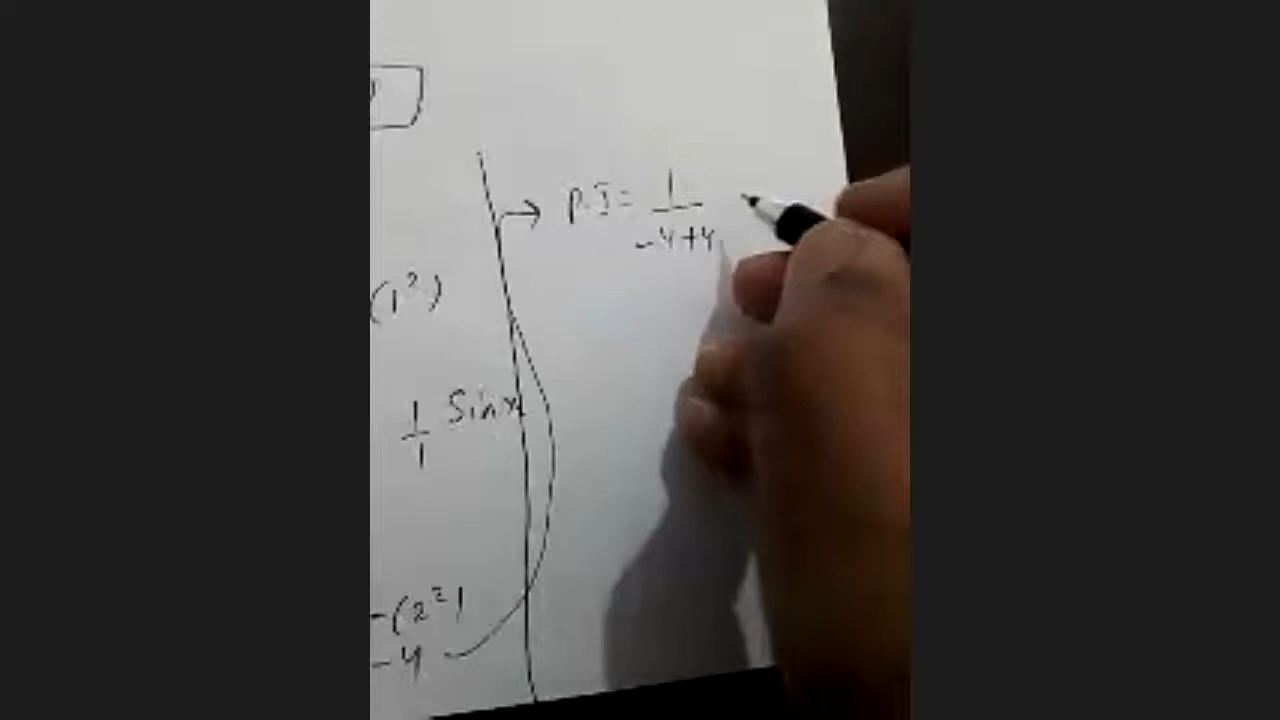 (1²)
1/1 Sinx
-(2²)
-4
→ P.I = 1/(-4+4)